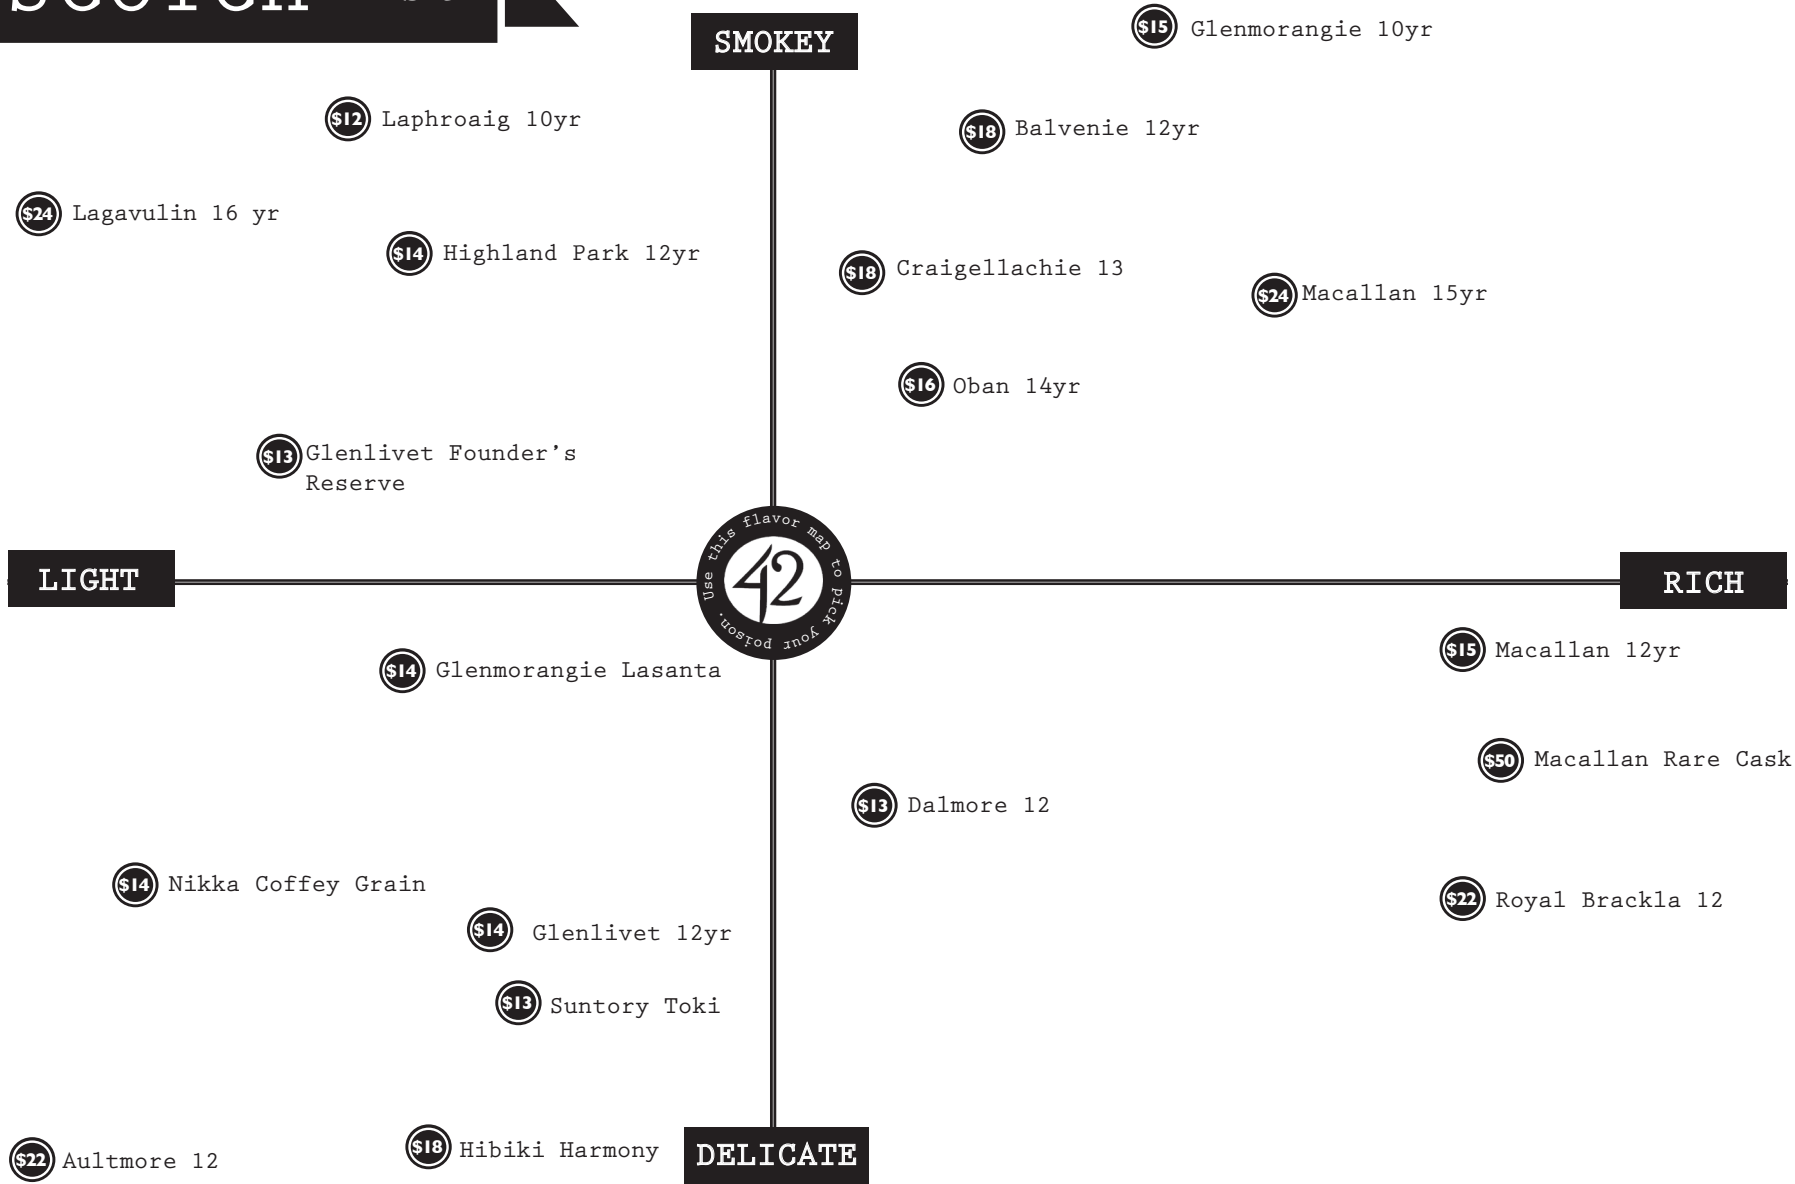 SCOTCH
SMOKEY
$15 Glenmorangie 10yr
$12 Laphroaig 10yr
$18 Balvenie 12yr
$24 Lagavulin 16 yr
$14 Highland Park 12yr
$18 Craigellachie 13
$24 Macallan 15yr
$16 Oban 14yr
$13 Glenlivet Founder’s
Reserve
LIGHT
Use this flavor map to pick your poison.
42
RICH
$14 Glenmorangie Lasanta
$15 Macallan 12yr
$50 Macallan Rare Cask
$13 Dalmore 12
$14 Nikka Coffey Grain
$22 Royal Brackla 12
$14 Glenlivet 12yr
$13 Suntory Toki
$22 Aultmore 12
$18 Hibiki Harmony
DELICATE